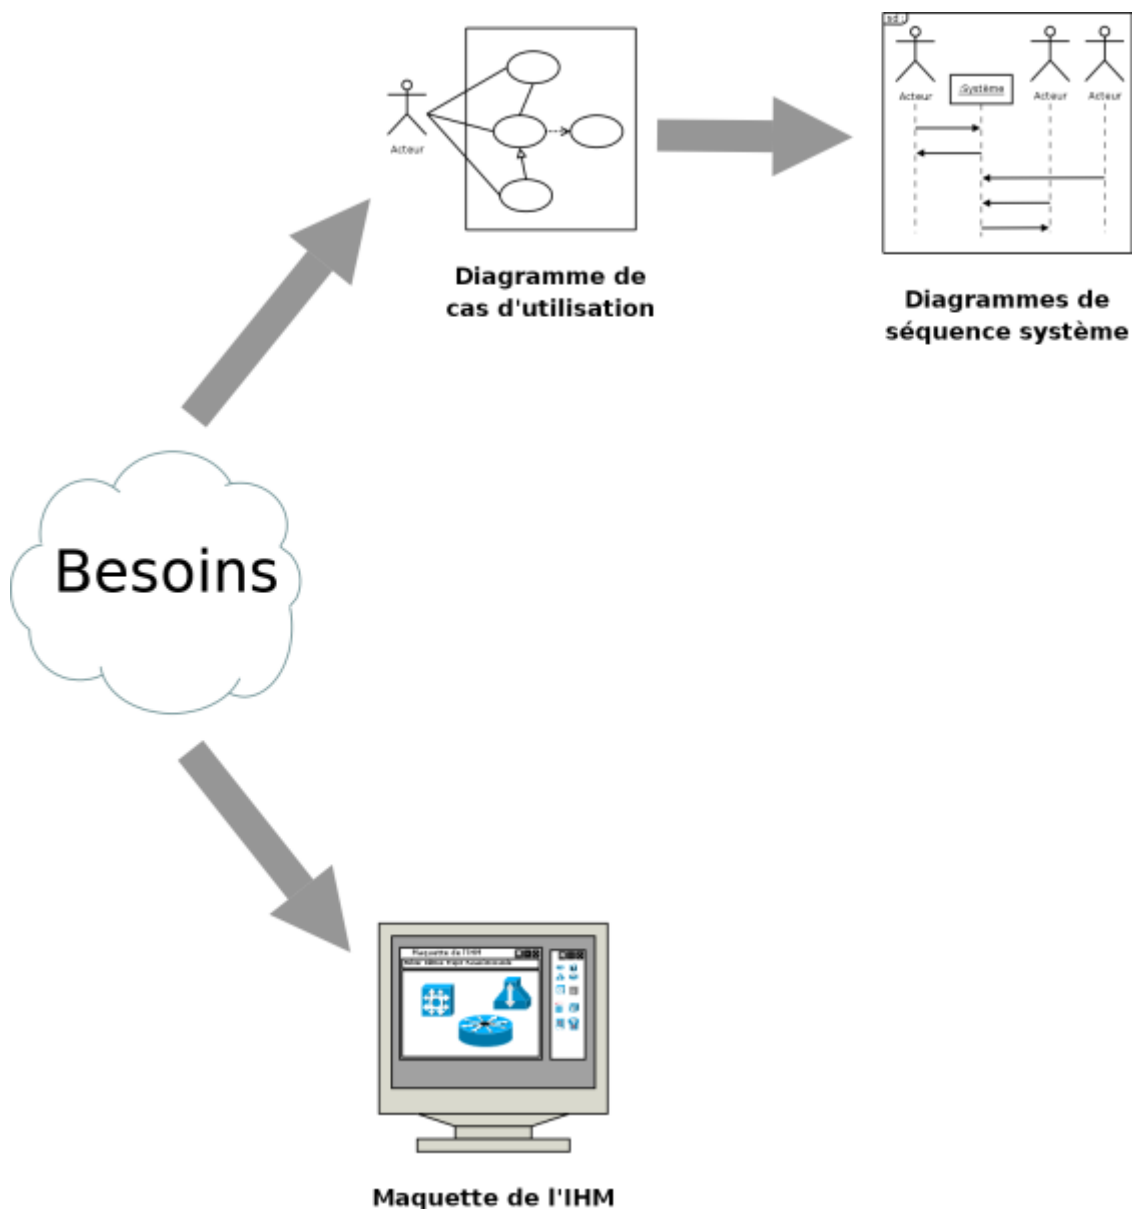 sd
Acteur
Système
Acteur
Acteur
Acteur
Diagramme de
cas d'utilisation
Diagrammes de
séquence système
Besoins
Maquette de l'IHM
Maquette de l'IHM